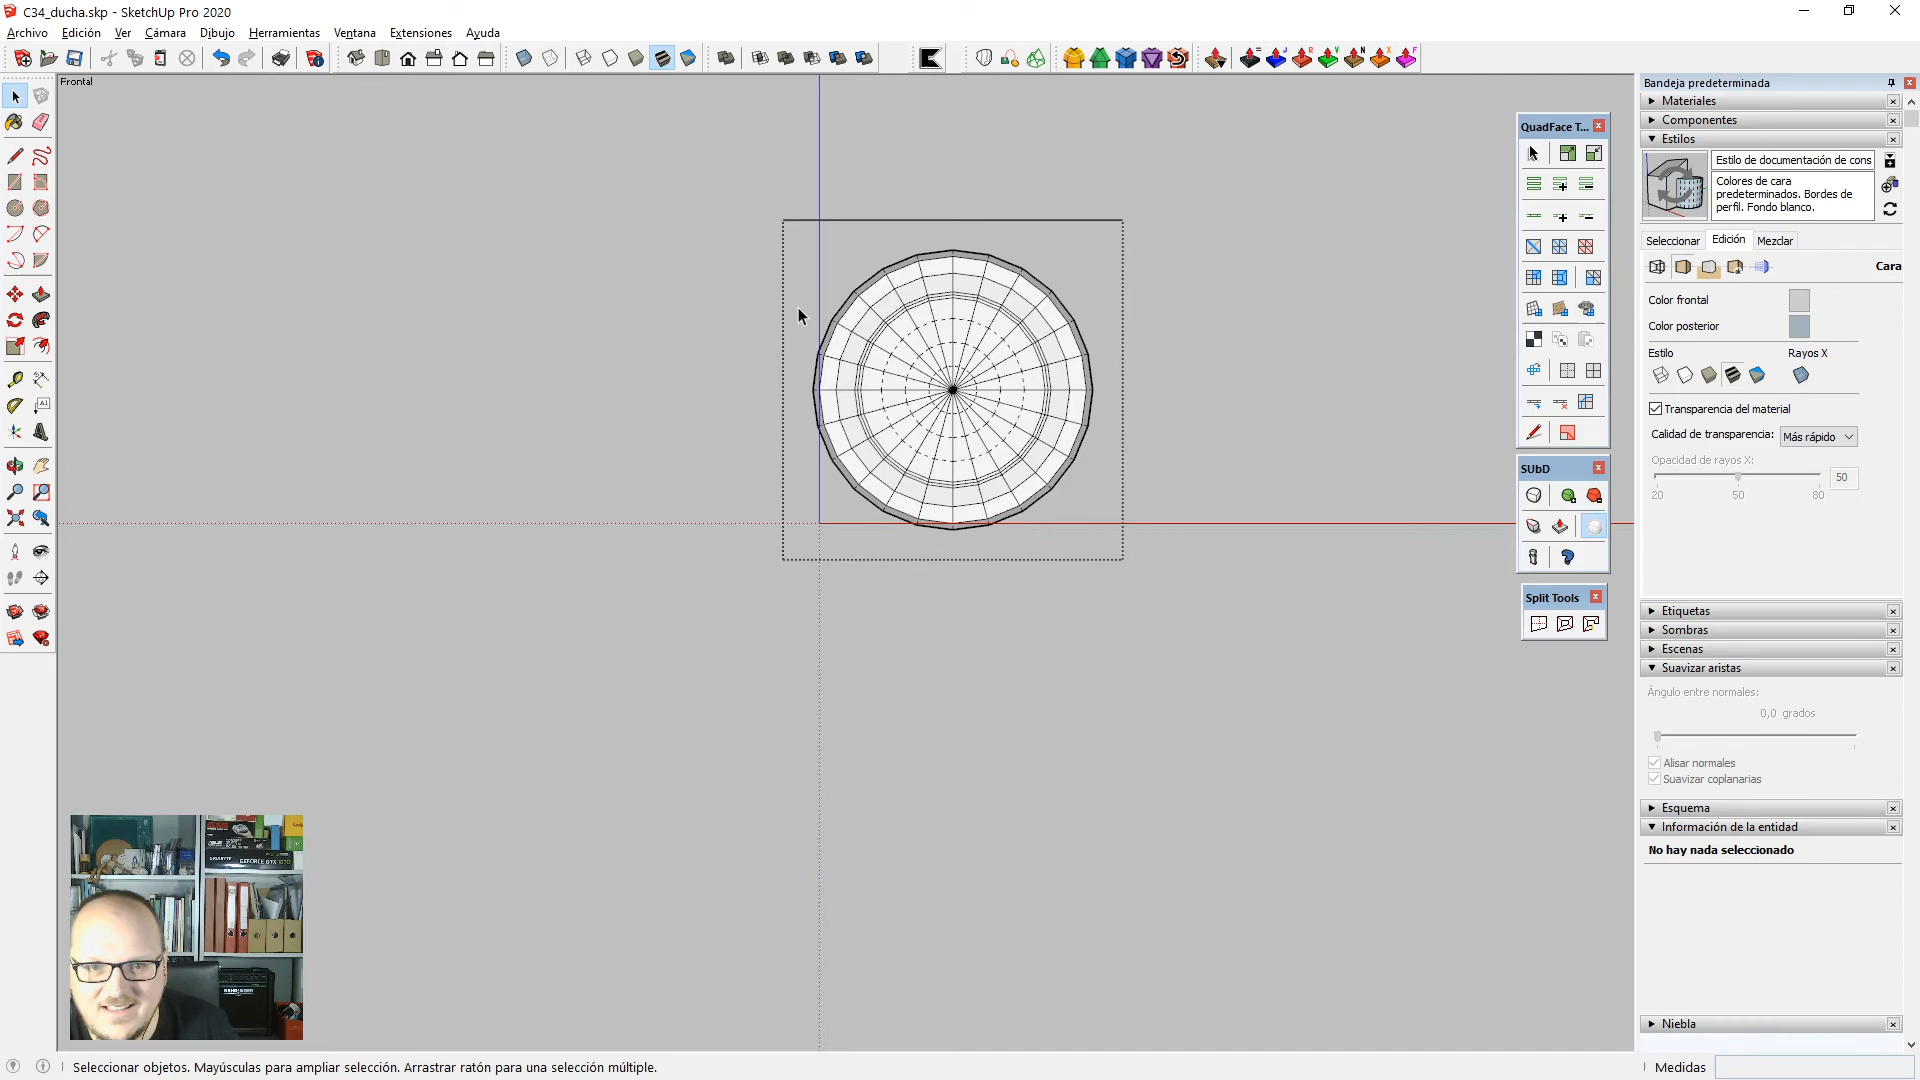 C34_ducha.skp - SketchUp Pro 2020
Archivo Edición Ver Cámara Dibujo Herramientas Ventana Extensiones Ayuda
Frontal
QuadFace T...
SUbD
Split Tools
Bandeja predeterminada
Materiales
Componentes
Estilos
Estilo de documentación de cons
Colores de cara
predeterminados. Bordes de
perfil. Fondo blanco.
Seleccionar Edición Mezclar
Cara
Color frontal
Color posterior
Estilo Rayos X
Transparencia del material
Calidad de transparencia: Más rápido
Opacidad de rayos X:
50
20 50 80
Etiquetas
Sombras
Escenas
Suavizar aristas
Ángulo entre normales:
0,0 grados
Alisar normales
Suavizar coplanarias
Esquema
Información de la entidad
No hay nada seleccionado
Niebla
GIGABYTE
GEFORCE GTX 1070
Seleccionar objetos. Mayúsculas para ampliar selección. Arrastrar ratón para una selección múltiple.
Medidas